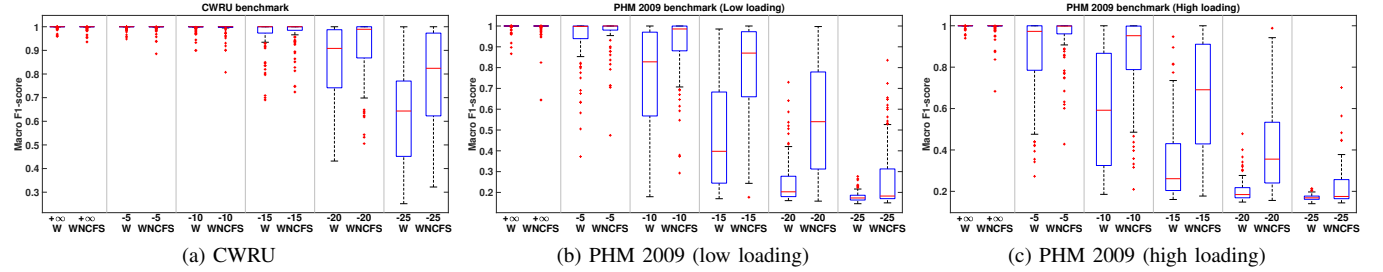 CWRU benchmark
Macro F1-score
1
0.9
0.8
0.7
0.6
0.5
0.4
0.3
+∞ +∞ -5 -5 -10 -10 -15 -15 -20 -20 -25 -25
W WNCFS W WNCFS W WNCFS W WNCFS W WNCFS W WNCFS
(a) CWRU
PHM 2009 benchmark (Low loading)
Macro F1-score
1
0.9
0.8
0.7
0.6
0.5
0.4
0.3
0.2
+∞ +∞ -5 -5 -10 -10 -15 -15 -20 -20 -25 -25
W WNCFS W WNCFS W WNCFS W WNCFS W WNCFS W WNCFS
(b) PHM 2009 (low loading)
PHM 2009 benchmark (High loading)
Macro F1-score
1
0.8
0.6
0.4
0.2
+∞ +∞ -5 -5 -10 -10 -15 -15 -20 -20 -25 -25
W WNCFS W WNCFS W WNCFS W WNCFS W WNCFS W WNCFS
(c) PHM 2009 (high loading)